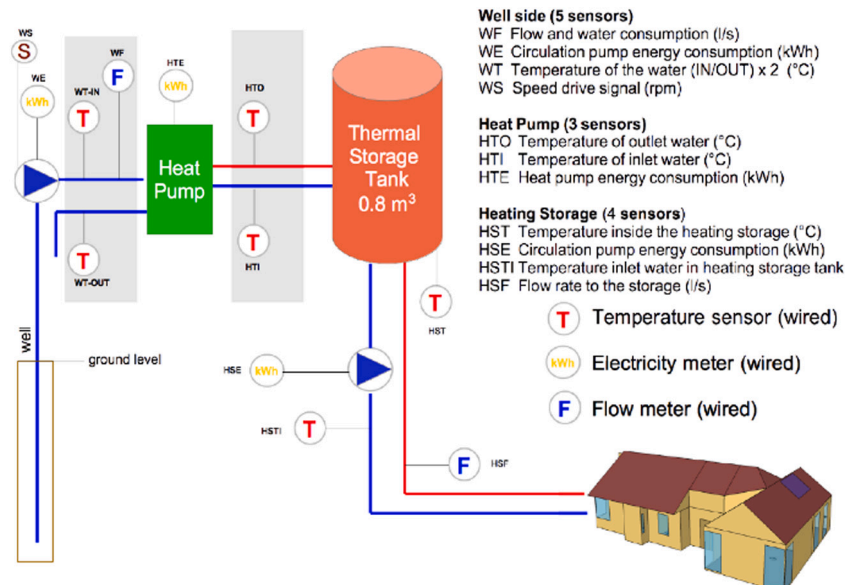 WS
S
WE
kWh
WT-IN
T
WF
F
HTE
kWh
HTO
T
Heat
Pump
Thermal
Storage
Tank
0.8 m³
T
WT-OUT
T
HTI
T
HST
well
ground level
HSE
kWh
HSTI
T
F
HSF
Well side (5 sensors)
WF Flow and water consumption (l/s)
WE Circulation pump energy consumption (kWh)
WT Temperature of the water (IN/OUT) x 2 (°C)
WS Speed drive signal (rpm)
Heat Pump (3 sensors)
HTO Temperature of outlet water (°C)
HTI Temperature of inlet water (°C)
HTE Heat pump energy consumption (kWh)
Heating Storage (4 sensors)
HST Temperature inside the heating storage (°C)
HSE Circulation pump energy consumption (kWh)
HSTI Temperature inlet water in heating storage tank
HSF Flow rate to the storage (l/s)
T Temperature sensor (wired)
kWh Electricity meter (wired)
F Flow meter (wired)